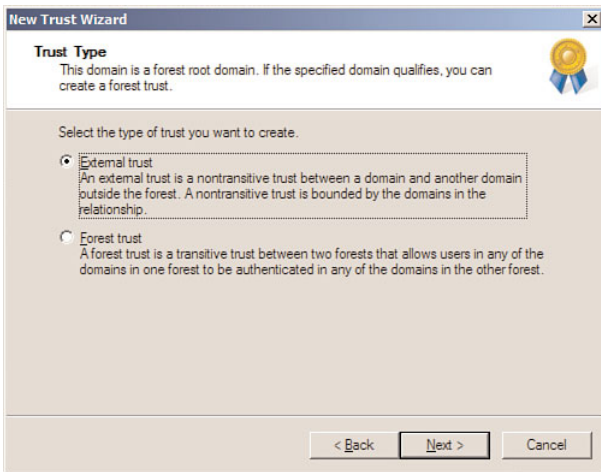 New Trust Wizard
Trust Type
This domain is a forest root domain. If the specified domain qualifies, you can
create a forest trust.
Select the type of trust you want to create.
External trust
An external trust is a nontransitive trust between a domain and another domain
outside the forest. A nontransitive trust is bounded by the domains in the
relationship.
Forest trust
A forest trust is a transitive trust between two forests that allows users in any of the
domains in one forest to be authenticated in any of the domains in the other forest.
< Back
Next >
Cancel